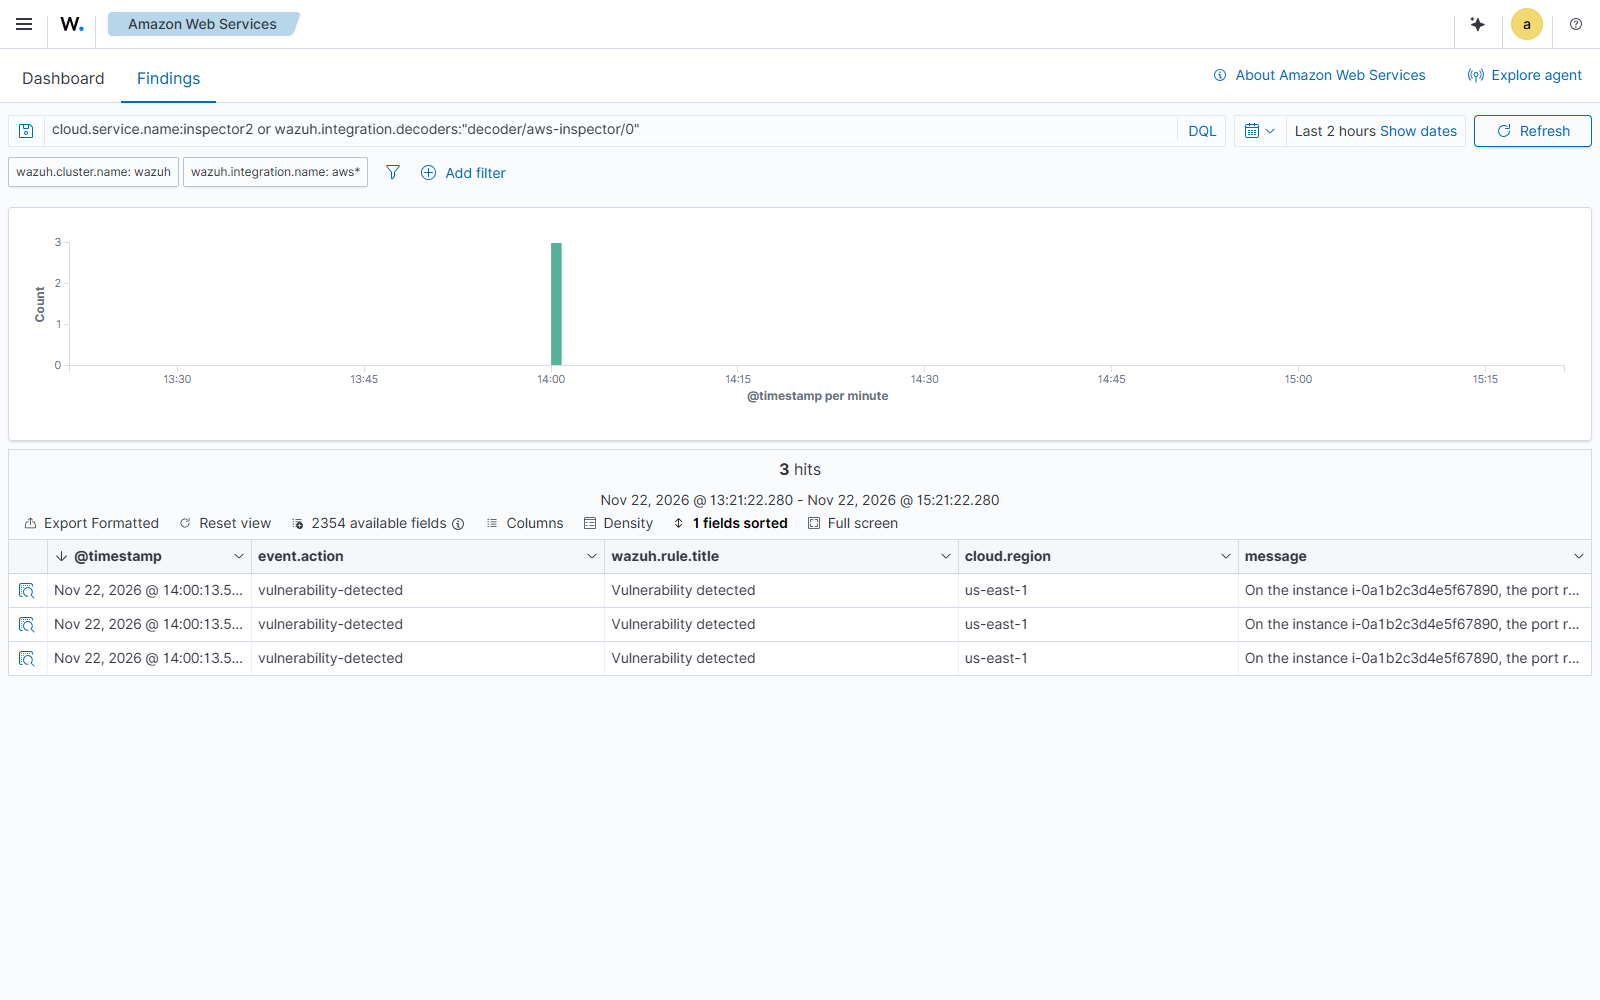 W.
Amazon Web Services
a
Dashboard
Findings
About Amazon Web Services
Explore agent
cloud.service.name:inspector2 or wazuh.integration.decoders:"decoder/aws-inspector/0"
DQL
Last 2 hours Show dates
Refresh
wazuh.cluster.name: wazuh
wazuh.integration.name: aws*
Add filter
Count
3
2
1
0
13:30
13:45
14:00
14:15
14:30
14:45
15:00
15:15
@timestamp per minute
3 hits
Nov 22, 2026 @ 13:21:22.280 - Nov 22, 2026 @ 15:21:22.280
Export Formatted
Reset view
2354 available fields
Columns
Density
1 fields sorted
Full screen
@timestamp event.action wazuh.rule.title cloud.region message
Nov 22, 2026 @ 14:00:13.5... vulnerability-detected Vulnerability detected us-east-1 On the instance i-0a1b2c3d4e5f67890, the port r...
Nov 22, 2026 @ 14:00:13.5... vulnerability-detected Vulnerability detected us-east-1 On the instance i-0a1b2c3d4e5f67890, the port r...
Nov 22, 2026 @ 14:00:13.5... vulnerability-detected Vulnerability detected us-east-1 On the instance i-0a1b2c3d4e5f67890, the port r...